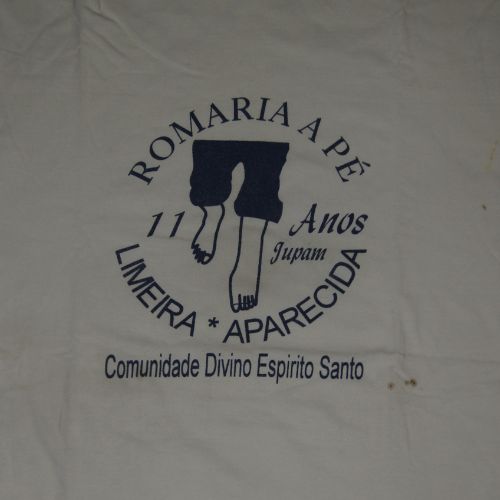 ROMARIA A PÉ
11 Anos
Jupam
LIMEIRA * APARECIDA
Comunidade Divino Espirito Santo